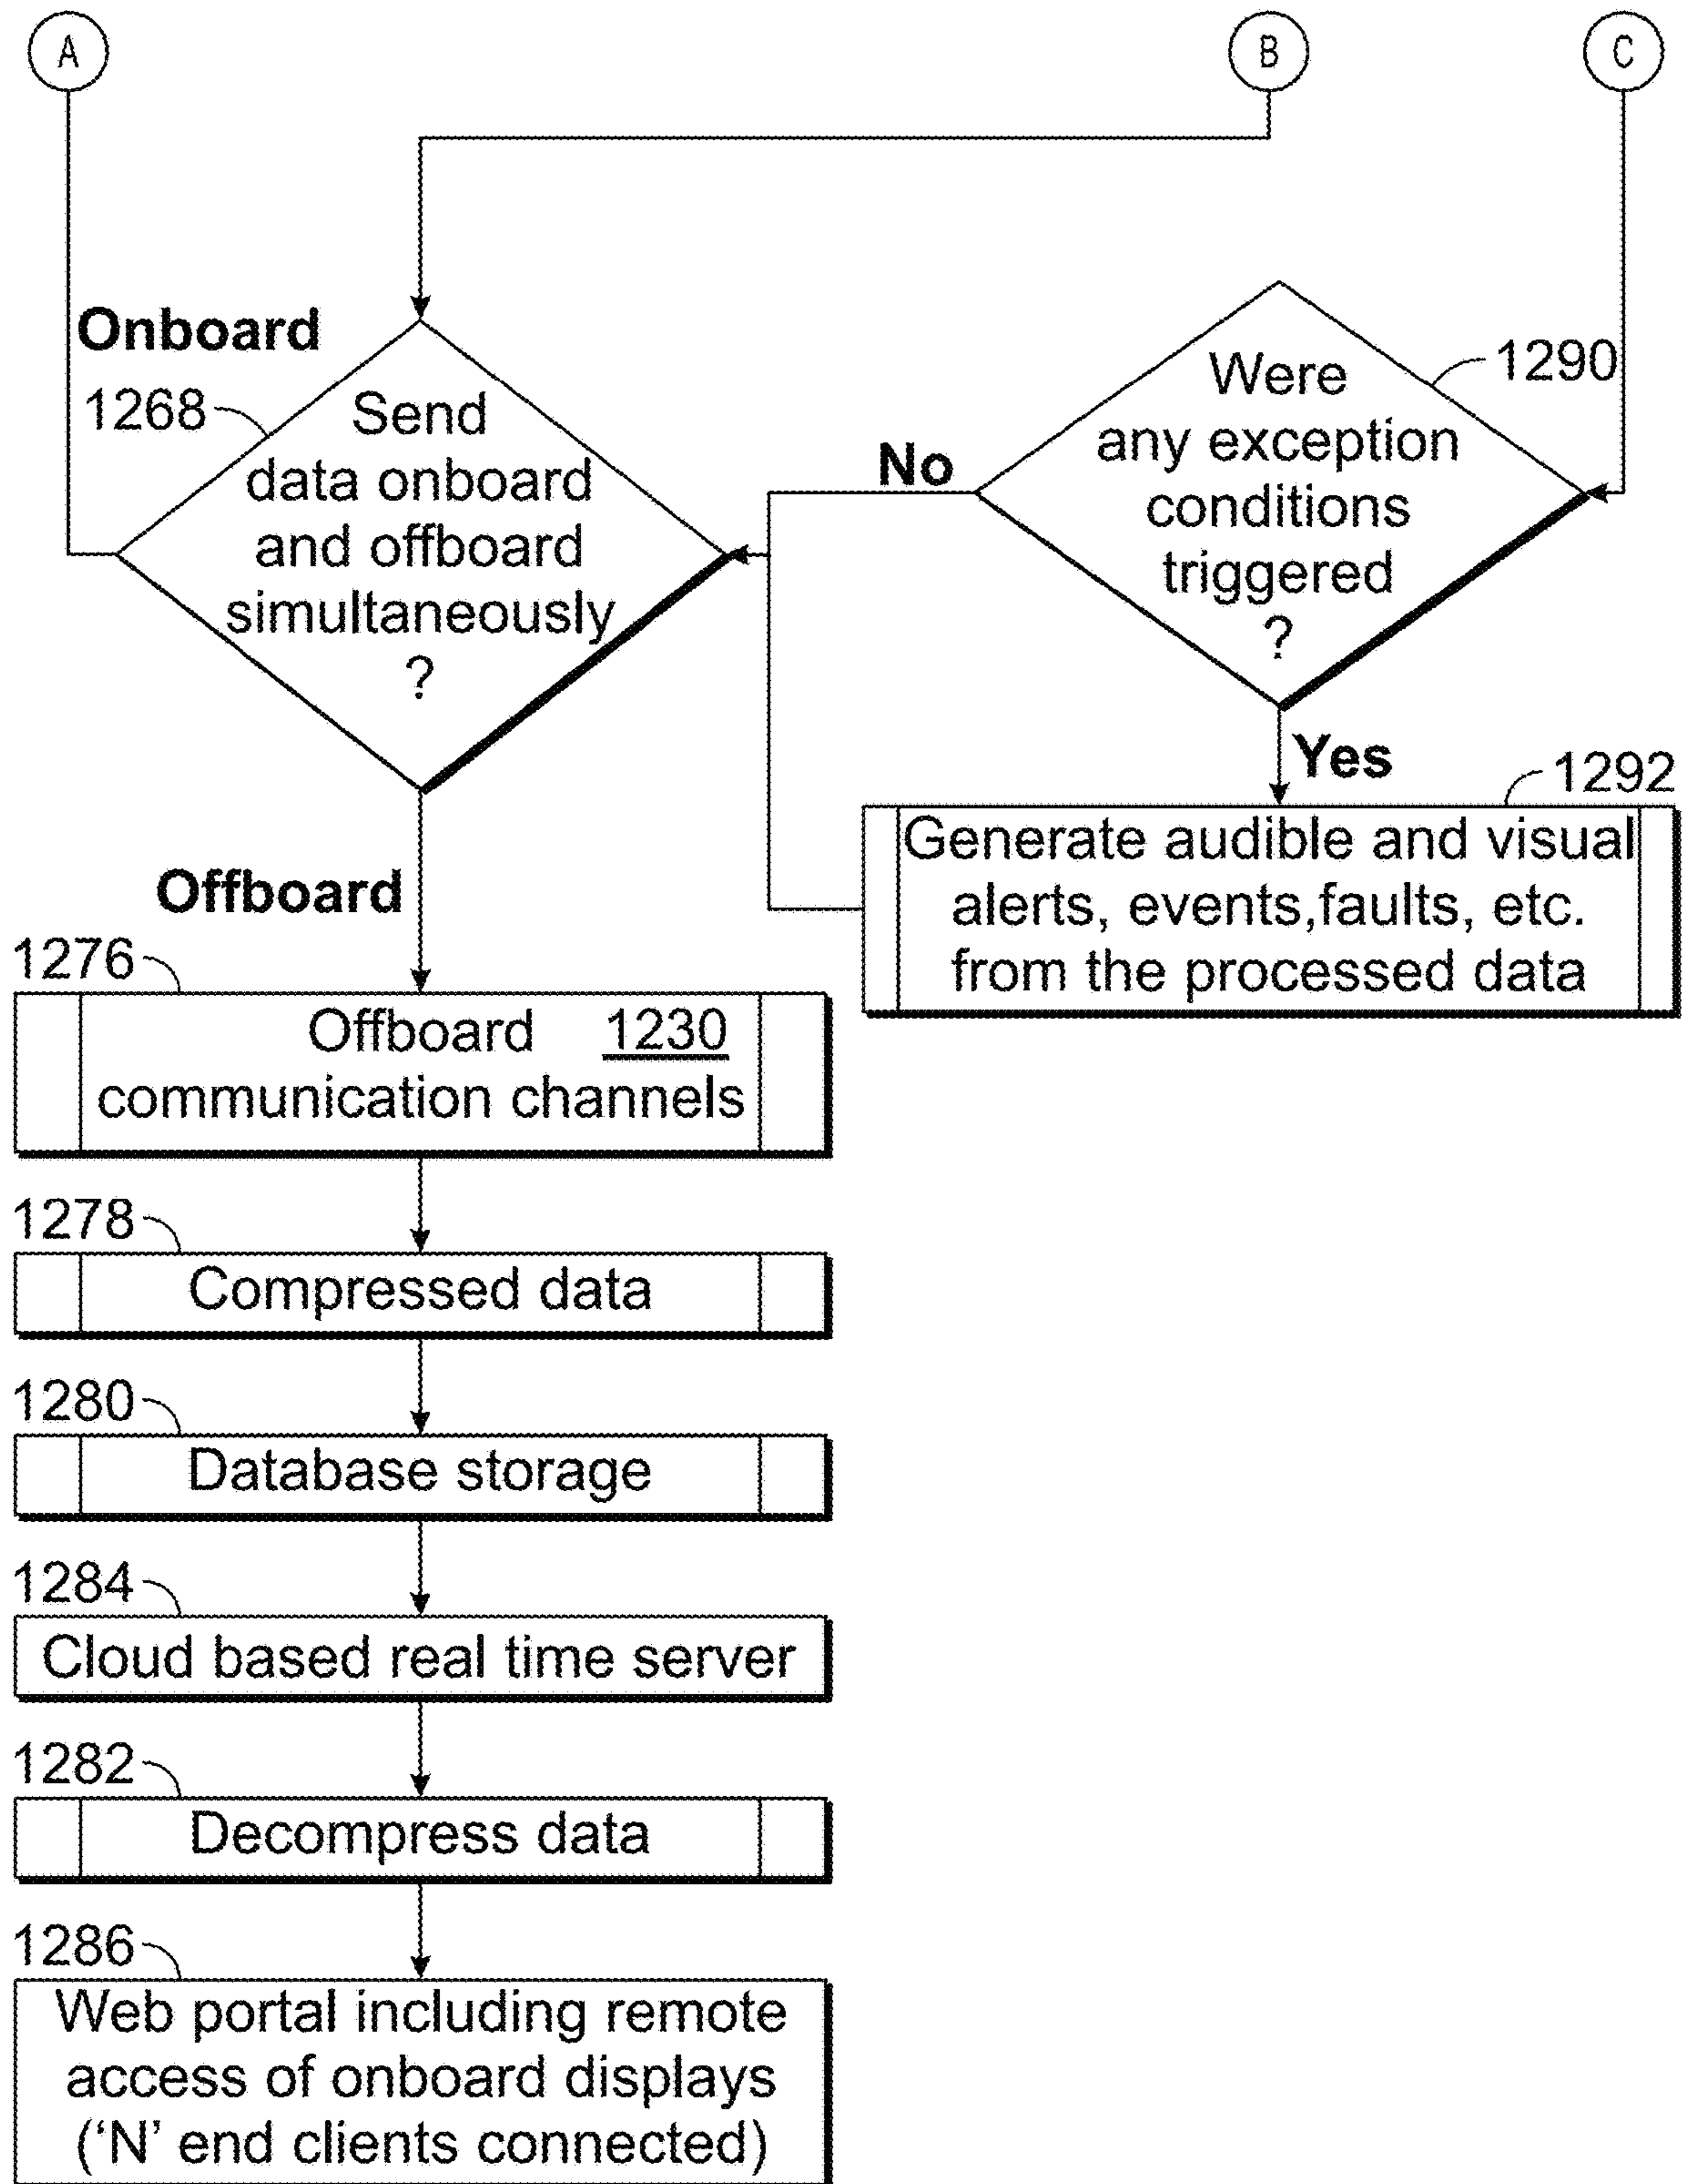 A
B
C
Onboard
1268
Send
data onboard
and offboard
simultaneously
?
1290
Were
any exception
conditions
triggered
?
No
Yes
1292
Generate audible and visual
alerts, events,faults, etc.
from the processed data
Offboard
1276
Offboard 1230
communication channels
1278
Compressed data
1280
Database storage
1284
Cloud based real time server
1282
Decompress data
1286
Web portal including remote
access of onboard displays
(‘N’ end clients connected)